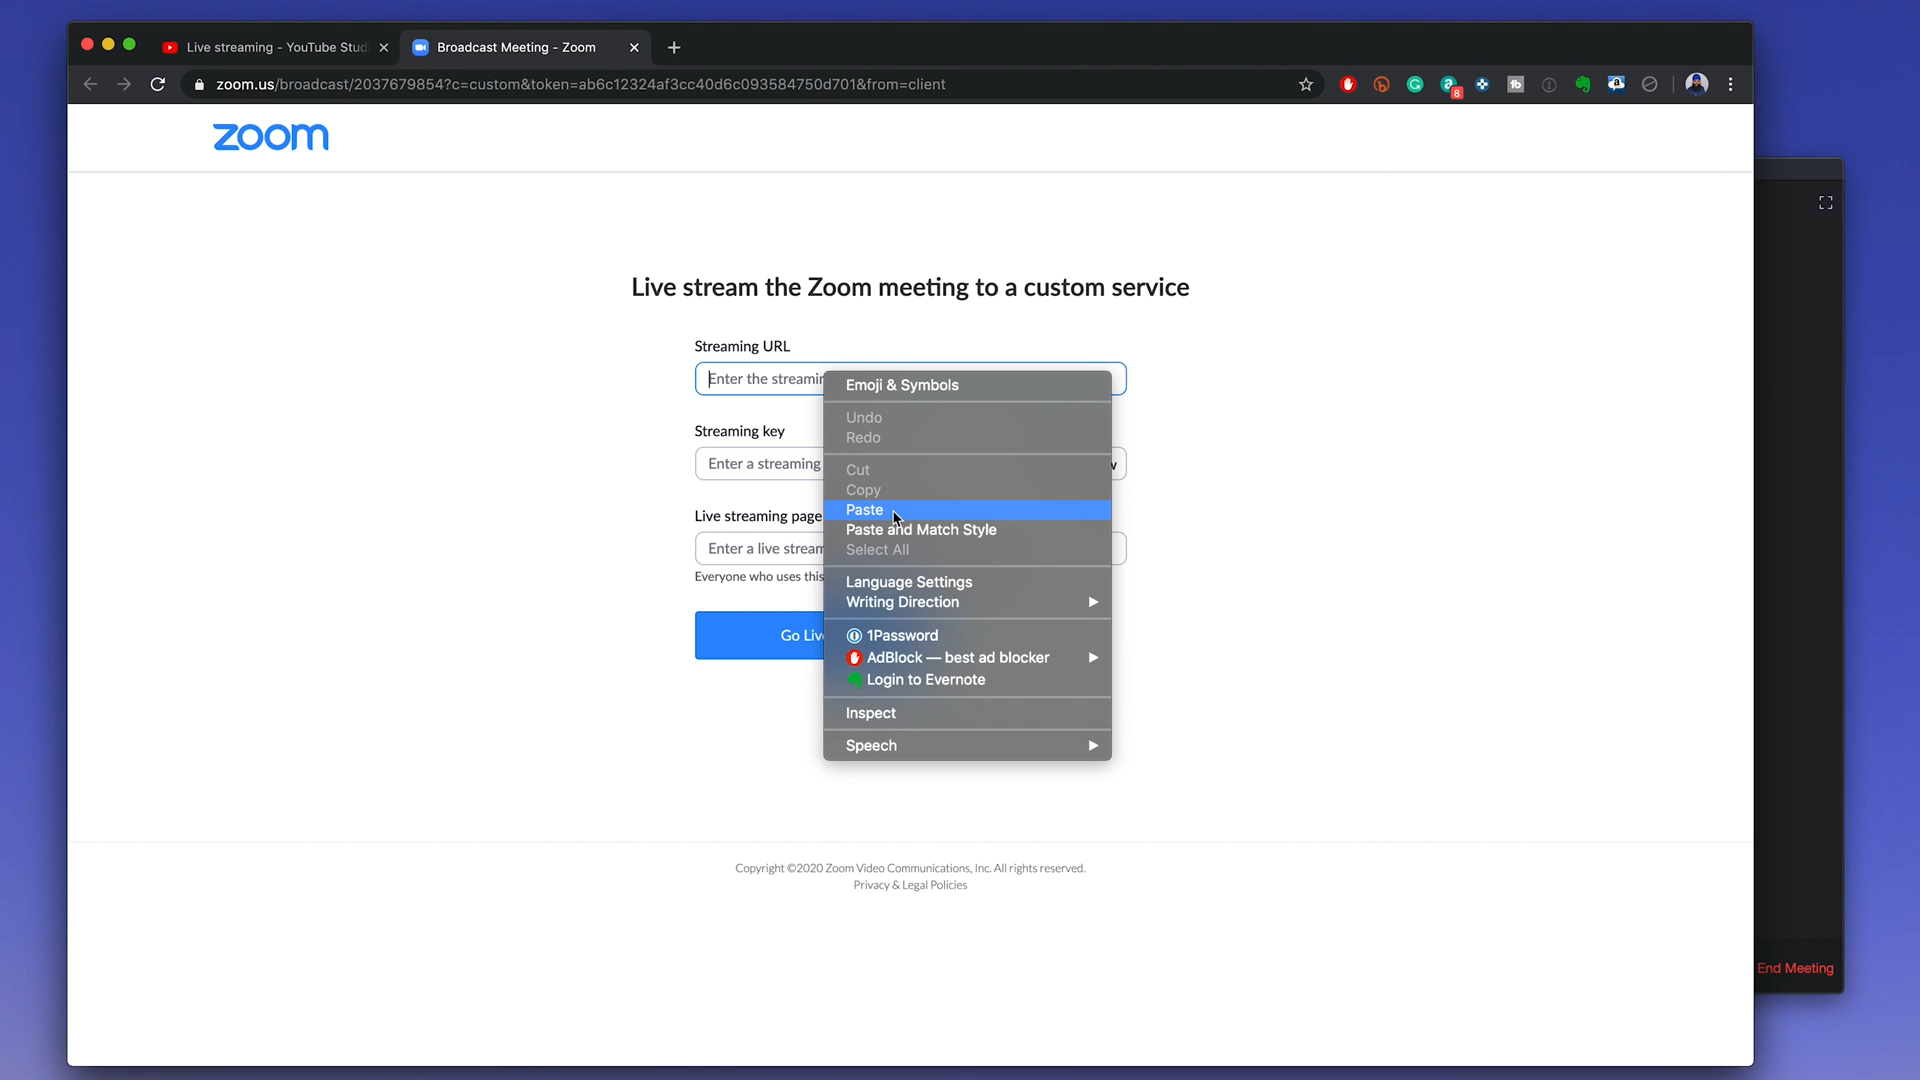 Live streaming - YouTube Stud
Broadcast Meeting - Zoom
zoom.us/broadcast/2037679854?c=custom&token=ab6c12324af3cc40d6c093584750d701&from=client
8
zoom
Live stream the Zoom meeting to a custom service
Streaming URL
Enter the streamin
Streaming key
Enter a streaming
w
Live streaming page
Enter a live stream
Everyone who uses this
Go Live
Emoji & Symbols
Undo
Redo
Cut
Copy
Paste
Paste and Match Style
Select All
Language Settings
Writing Direction
1Password
AdBlock — best ad blocker
Login to Evernote
Inspect
Speech
Copyright ©2020 Zoom Video Communications, Inc. All rights reserved.
Privacy & Legal Policies
End Meeting